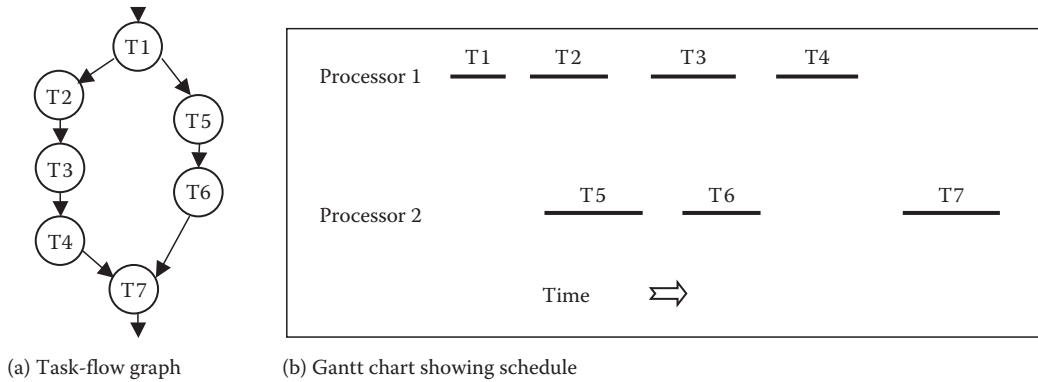 T1
T2
T5
T3
T6
T4
T7
(a) Task-flow graph
T1 T2 T3 T4
Processor 1
T5 T6 T7
Processor 2
Time
(b) Gantt chart showing schedule